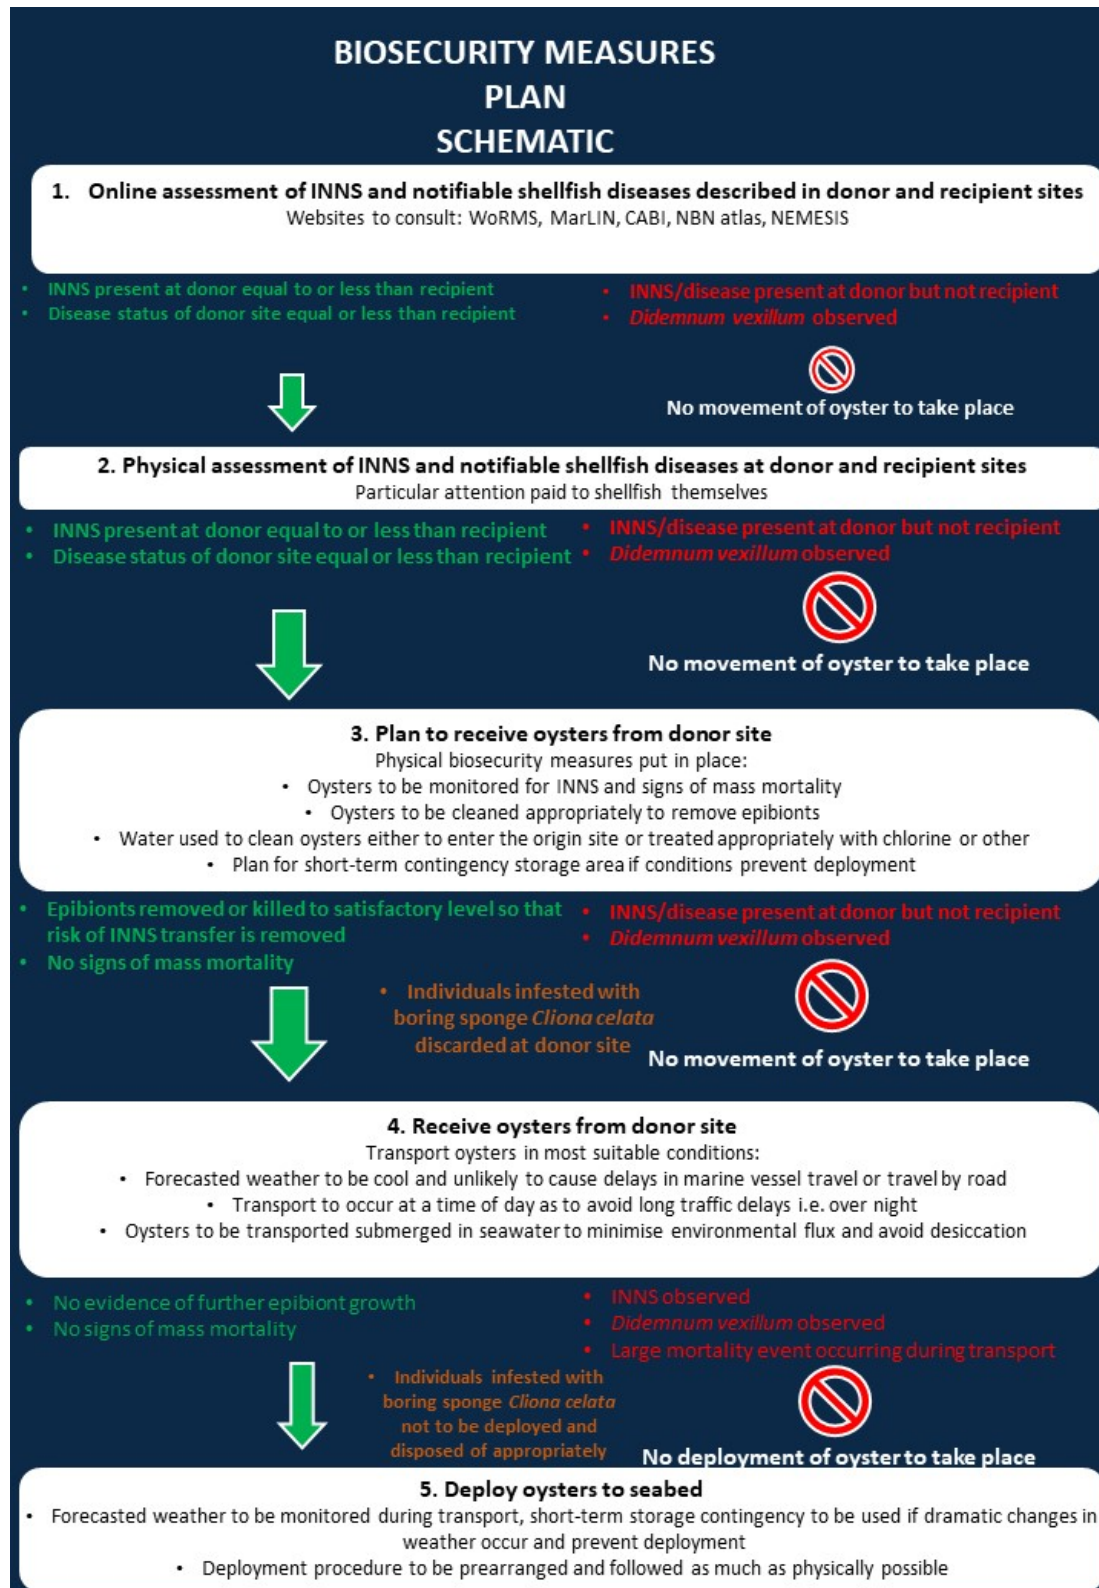 BIOSECURITY MEASURES
PLAN
SCHEMATIC
1. Online assessment of INNS and notifiable shellfish diseases described in donor and recipient sites
Websites to consult: WoRMS, MarLIN, CABI, NBN atlas, NEMESIS
• INNS present at donor equal to or less than recipient
• Disease status of donor site equal or less than recipient
• INNS/disease present at donor but not recipient
• Didemnum vexillum observed
No movement of oyster to take place
2. Physical assessment of INNS and notifiable shellfish diseases at donor and recipient sites
Particular attention paid to shellfish themselves
• INNS present at donor equal to or less than recipient
• Disease status of donor site equal or less than recipient
• INNS/disease present at donor but not recipient
• Didemnum vexillum observed
No movement of oyster to take place
3. Plan to receive oysters from donor site
Physical biosecurity measures put in place:
• Oysters to be monitored for INNS and signs of mass mortality
• Oysters to be cleaned appropriately to remove epibionts
• Water used to clean oysters either to enter the origin site or treated appropriately with chlorine or other
• Plan for short-term contingency storage area if conditions prevent deployment
• Epibionts removed or killed to satisfactory level so that
risk of INNS transfer is removed
• No signs of mass mortality
• INNS/disease present at donor but not recipient
• Didemnum vexillum observed
• Individuals infested with
boring sponge Cliona celata
discarded at donor site
No movement of oyster to take place
4. Receive oysters from donor site
Transport oysters in most suitable conditions:
• Forecasted weather to be cool and unlikely to cause delays in marine vessel travel or travel by road
• Transport to occur at a time of day as to avoid long traffic delays i.e. over night
• Oysters to be transported submerged in seawater to minimise environmental flux and avoid desiccation
• No evidence of further epibiont growth
• No signs of mass mortality
• INNS observed
• Didemnum vexillum observed
• Large mortality event occurring during transport
• Individuals infested with
boring sponge Cliona celata
not to be deployed and
disposed of appropriately
No deployment of oyster to take place
5. Deploy oysters to seabed
• Forecasted weather to be monitored during transport, short-term storage contingency to be used if dramatic changes in
weather occur and prevent deployment
• Deployment procedure to be prearranged and followed as much as physically possible